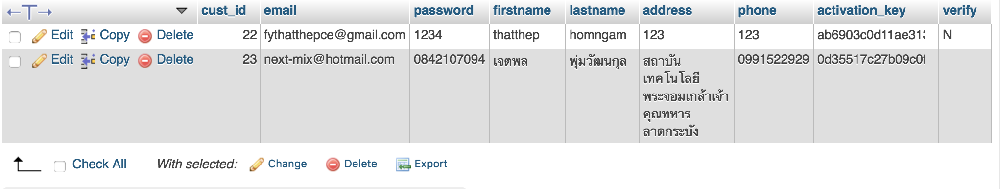 cust_id email password firstname lastname address phone activation_key verify
Edit Copy Delete 22 fythatthepce@gmail.com 1234 thatthep homngam 123 123 ab6903c0d11ae313 N
Edit Copy Delete 23 next-mix@hotmail.com 0842107094 เจตพล พุ่มวัฒนกุล สถาบัน 0991522929 0d35517c27b09c0f
เทคโนโลยี
พระจอมเกล้าเจ้า
คุณทหาร
ลาดกระบัง
Check All With selected: Change Delete Export